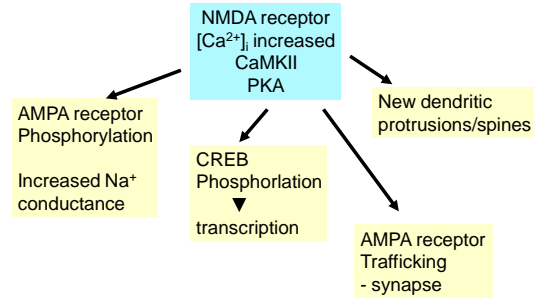 NMDA receptor
[Ca²⁺]ᵢ increased
CaMKII
PKA
AMPA receptor
Phosphorylation
Increased Na⁺
conductance
CREB
Phosphorlation
▼
transcription
AMPA receptor
Trafficking
- synapse
New dendritic
protrusions/spines